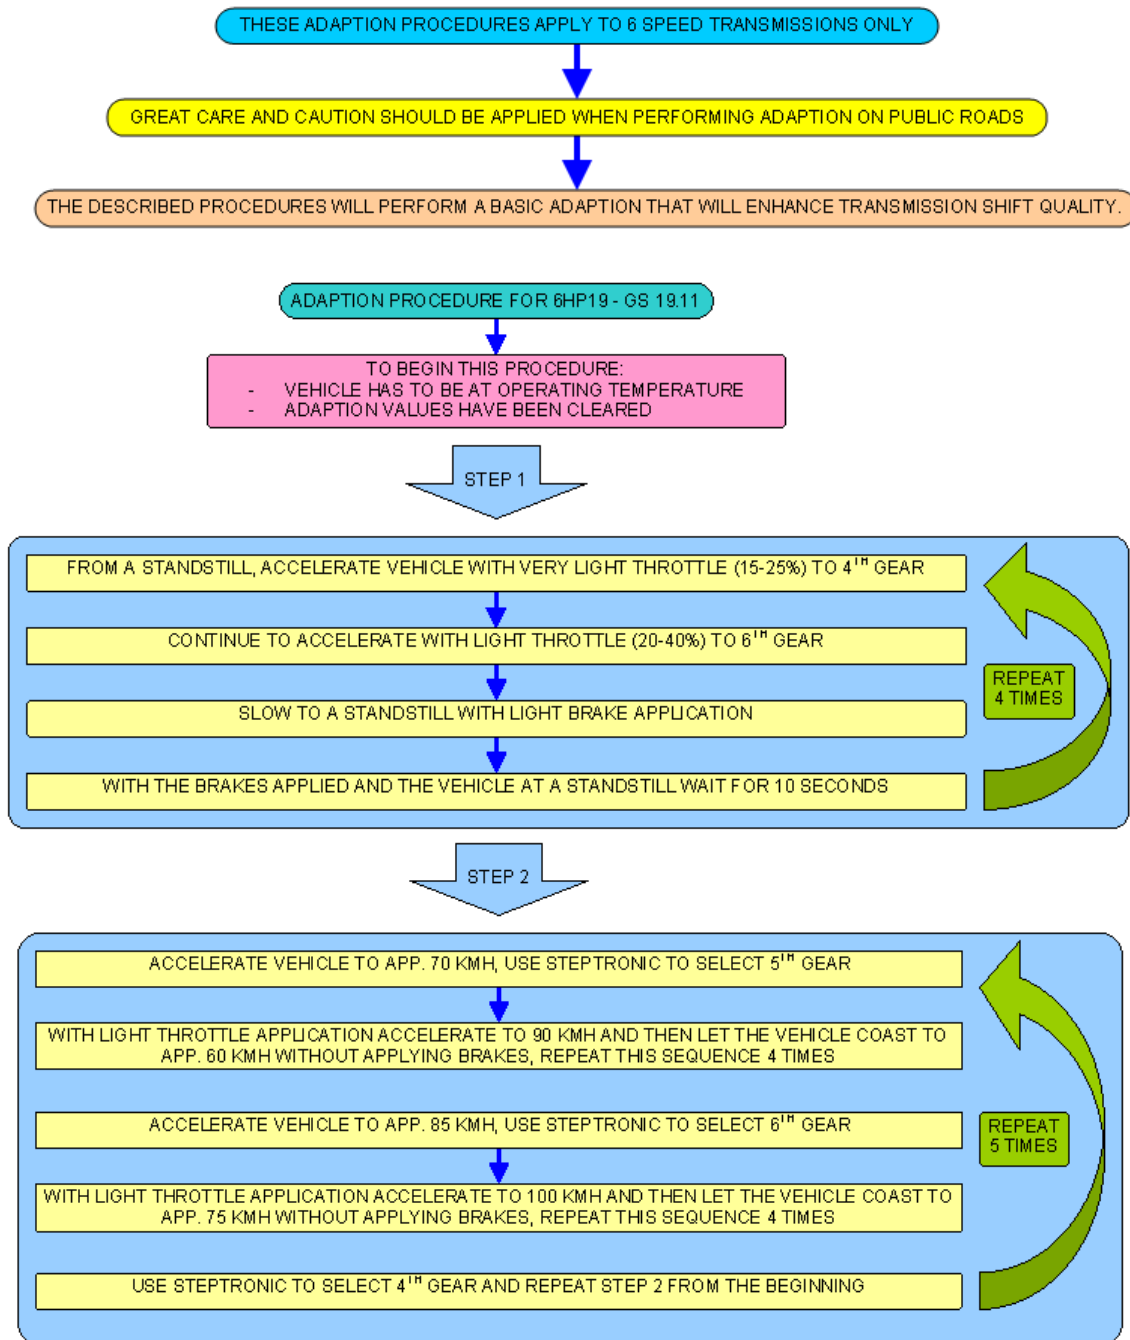 THESE ADAPTION PROCEDURES APPLY TO 6 SPEED TRANSMISSIONS ONLY
GREAT CARE AND CAUTION SHOULD BE APPLIED WHEN PERFORMING ADAPTION ON PUBLIC ROADS
THE DESCRIBED PROCEDURES WILL PERFORM A BASIC ADAPTION THAT WILL ENHANCE TRANSMISSION SHIFT QUALITY.
ADAPTION PROCEDURE FOR 6HP19 - GS 19.11
TO BEGIN THIS PROCEDURE:
- VEHICLE HAS TO BE AT OPERATING TEMPERATURE
- ADAPTION VALUES HAVE BEEN CLEARED
STEP 1
FROM A STANDSTILL, ACCELERATE VEHICLE WITH VERY LIGHT THROTTLE (15-25%) TO 4TH GEAR
CONTINUE TO ACCELERATE WITH LIGHT THROTTLE (20-40%) TO 6TH GEAR
SLOW TO A STANDSTILL WITH LIGHT BRAKE APPLICATION
WITH THE BRAKES APPLIED AND THE VEHICLE AT A STANDSTILL WAIT FOR 10 SECONDS
REPEAT
4 TIMES
STEP 2
ACCELERATE VEHICLE TO APP. 70 KMH, USE STEPTRONIC TO SELECT 5TH GEAR
WITH LIGHT THROTTLE APPLICATION ACCELERATE TO 90 KMH AND THEN LET THE VEHICLE COAST TO
APP. 60 KMH WITHOUT APPLYING BRAKES, REPEAT THIS SEQUENCE 4 TIMES
ACCELERATE VEHICLE TO APP. 85 KMH, USE STEPTRONIC TO SELECT 6TH GEAR
WITH LIGHT THROTTLE APPLICATION ACCELERATE TO 100 KMH AND THEN LET THE VEHICLE COAST TO
APP. 75 KMH WITHOUT APPLYING BRAKES, REPEAT THIS SEQUENCE 4 TIMES
USE STEPTRONIC TO SELECT 4TH GEAR AND REPEAT STEP 2 FROM THE BEGINNING
REPEAT
5 TIMES